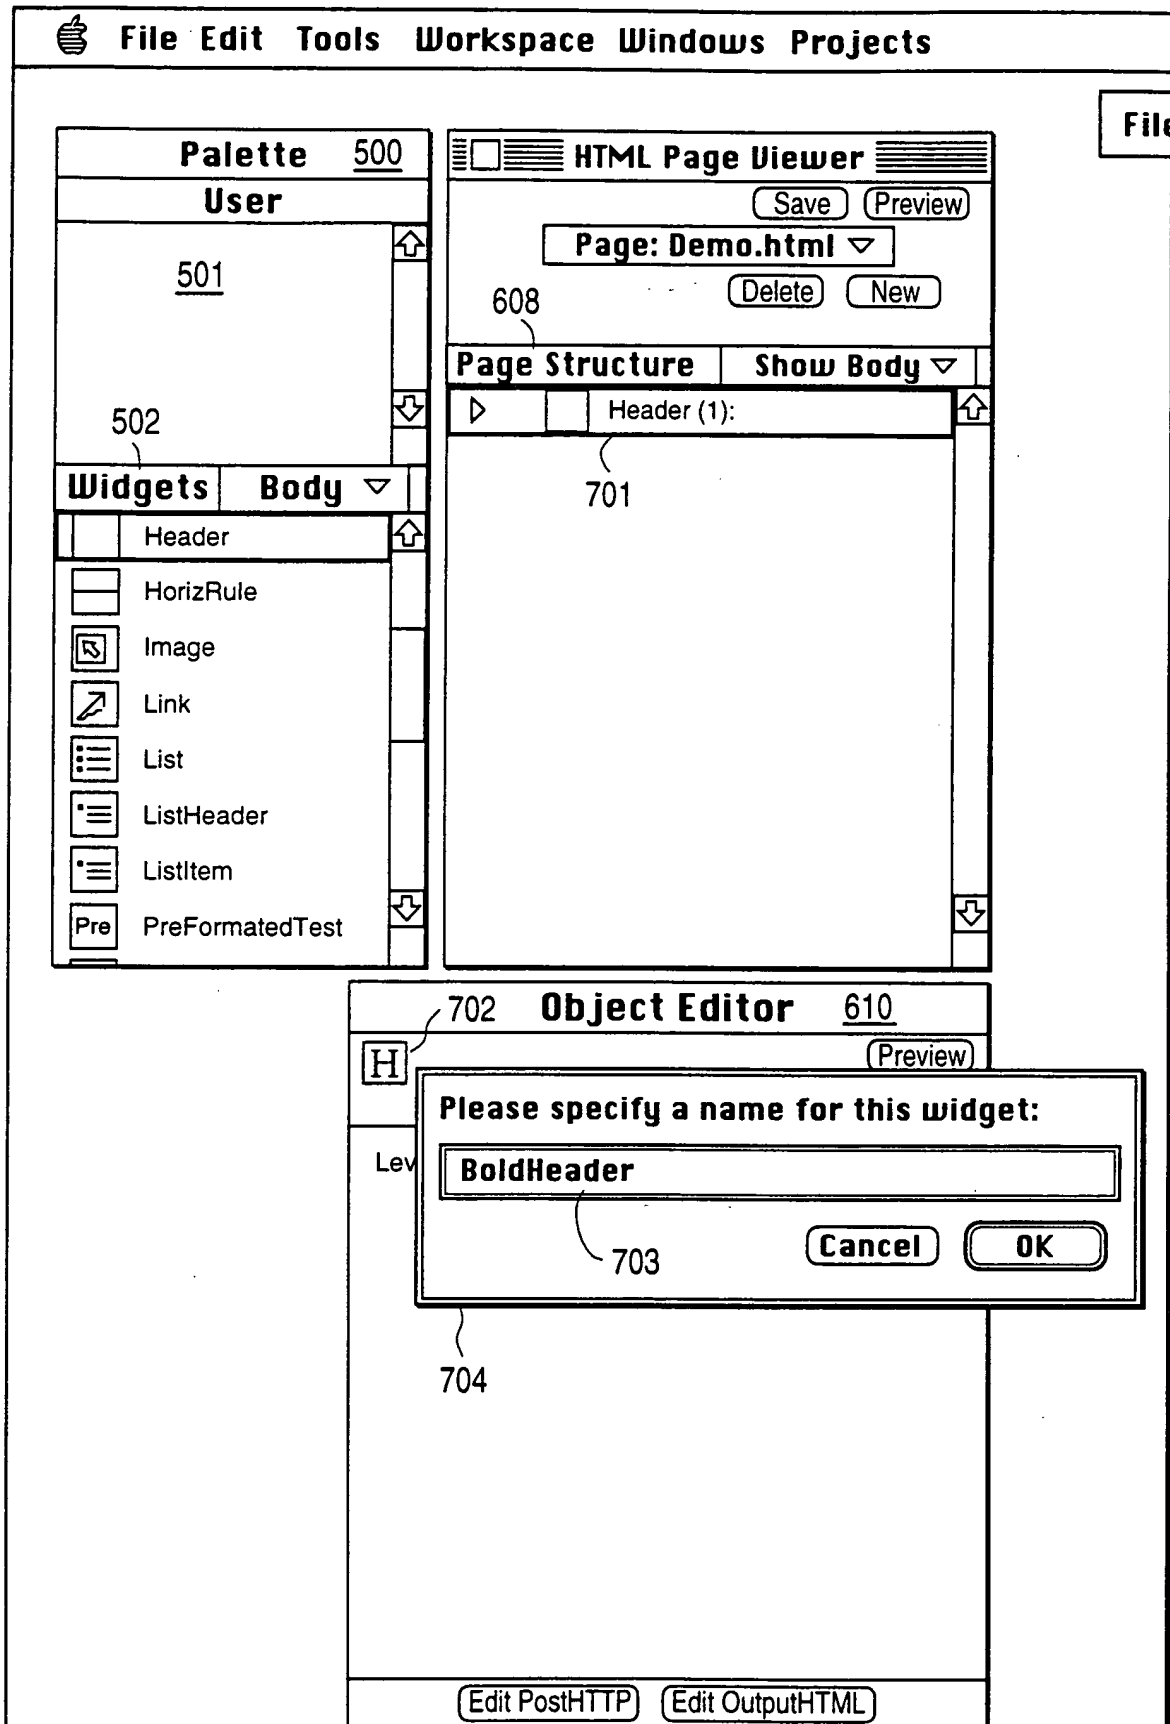 File Edit Tools Workspace Windows Projects
File
Palette 500
User
501
502
Widgets Body
Header
HorizRule
Image
Link
List
ListHeader
ListItem
Pre PreFormatedTest
HTML Page Viewer
Save Preview
Page: Demo.html
Delete New
608
Page Structure Show Body
Header (1):
701
702 Object Editor 610
H Preview
Lev
Please specify a name for this widget:
BoldHeader
703
Cancel OK
704
Edit PostHTTP Edit OutputHTML